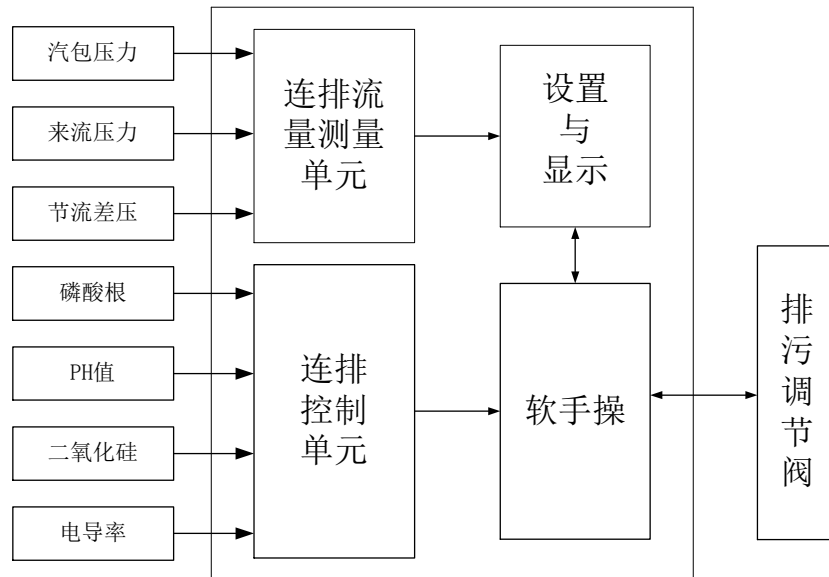 汽包压力
来流压力
节流差压
磷酸根
PH值
二氧化硅
电导率
连排流
量测量
单元
连排
控制
单元
设置
与
显示
软手操
排
污
调
节
阀